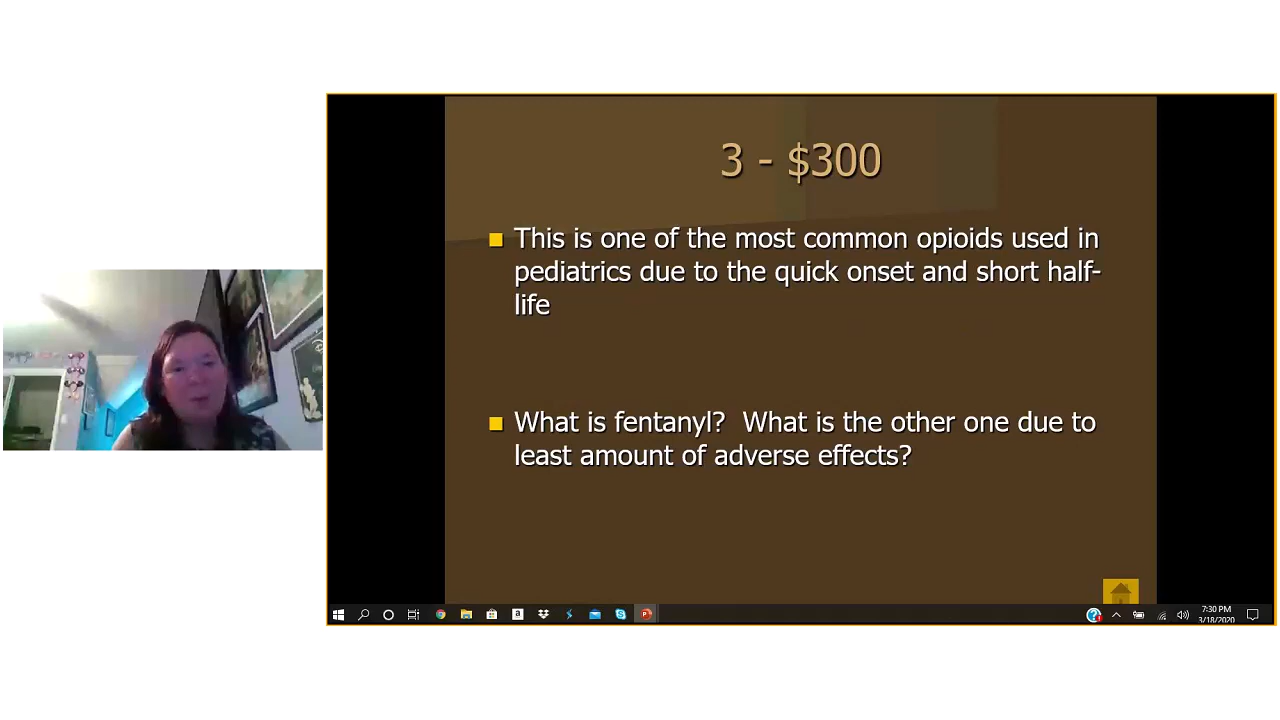 3 - $300
This is one of the most common opioids used in
pediatrics due to the quick onset and short half-
life
What is fentanyl?  What is the other one due to
least amount of adverse effects?
7:30 PM
3/18/2020